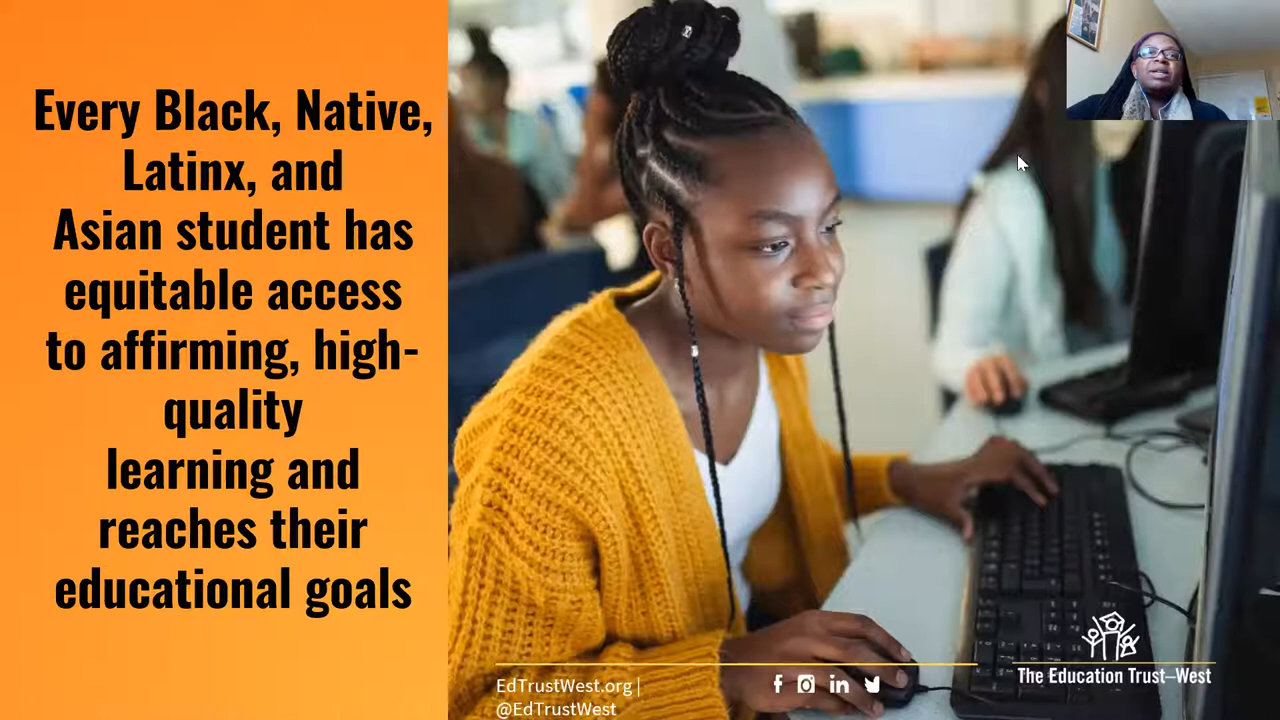 Every Black, Native,
Latinx, and
Asian student has
equitable access
to affirming, high-
quality
learning and
reaches their
educational goals
EdTrustWest.org |
@EdTrustWest
The Education Trust–West